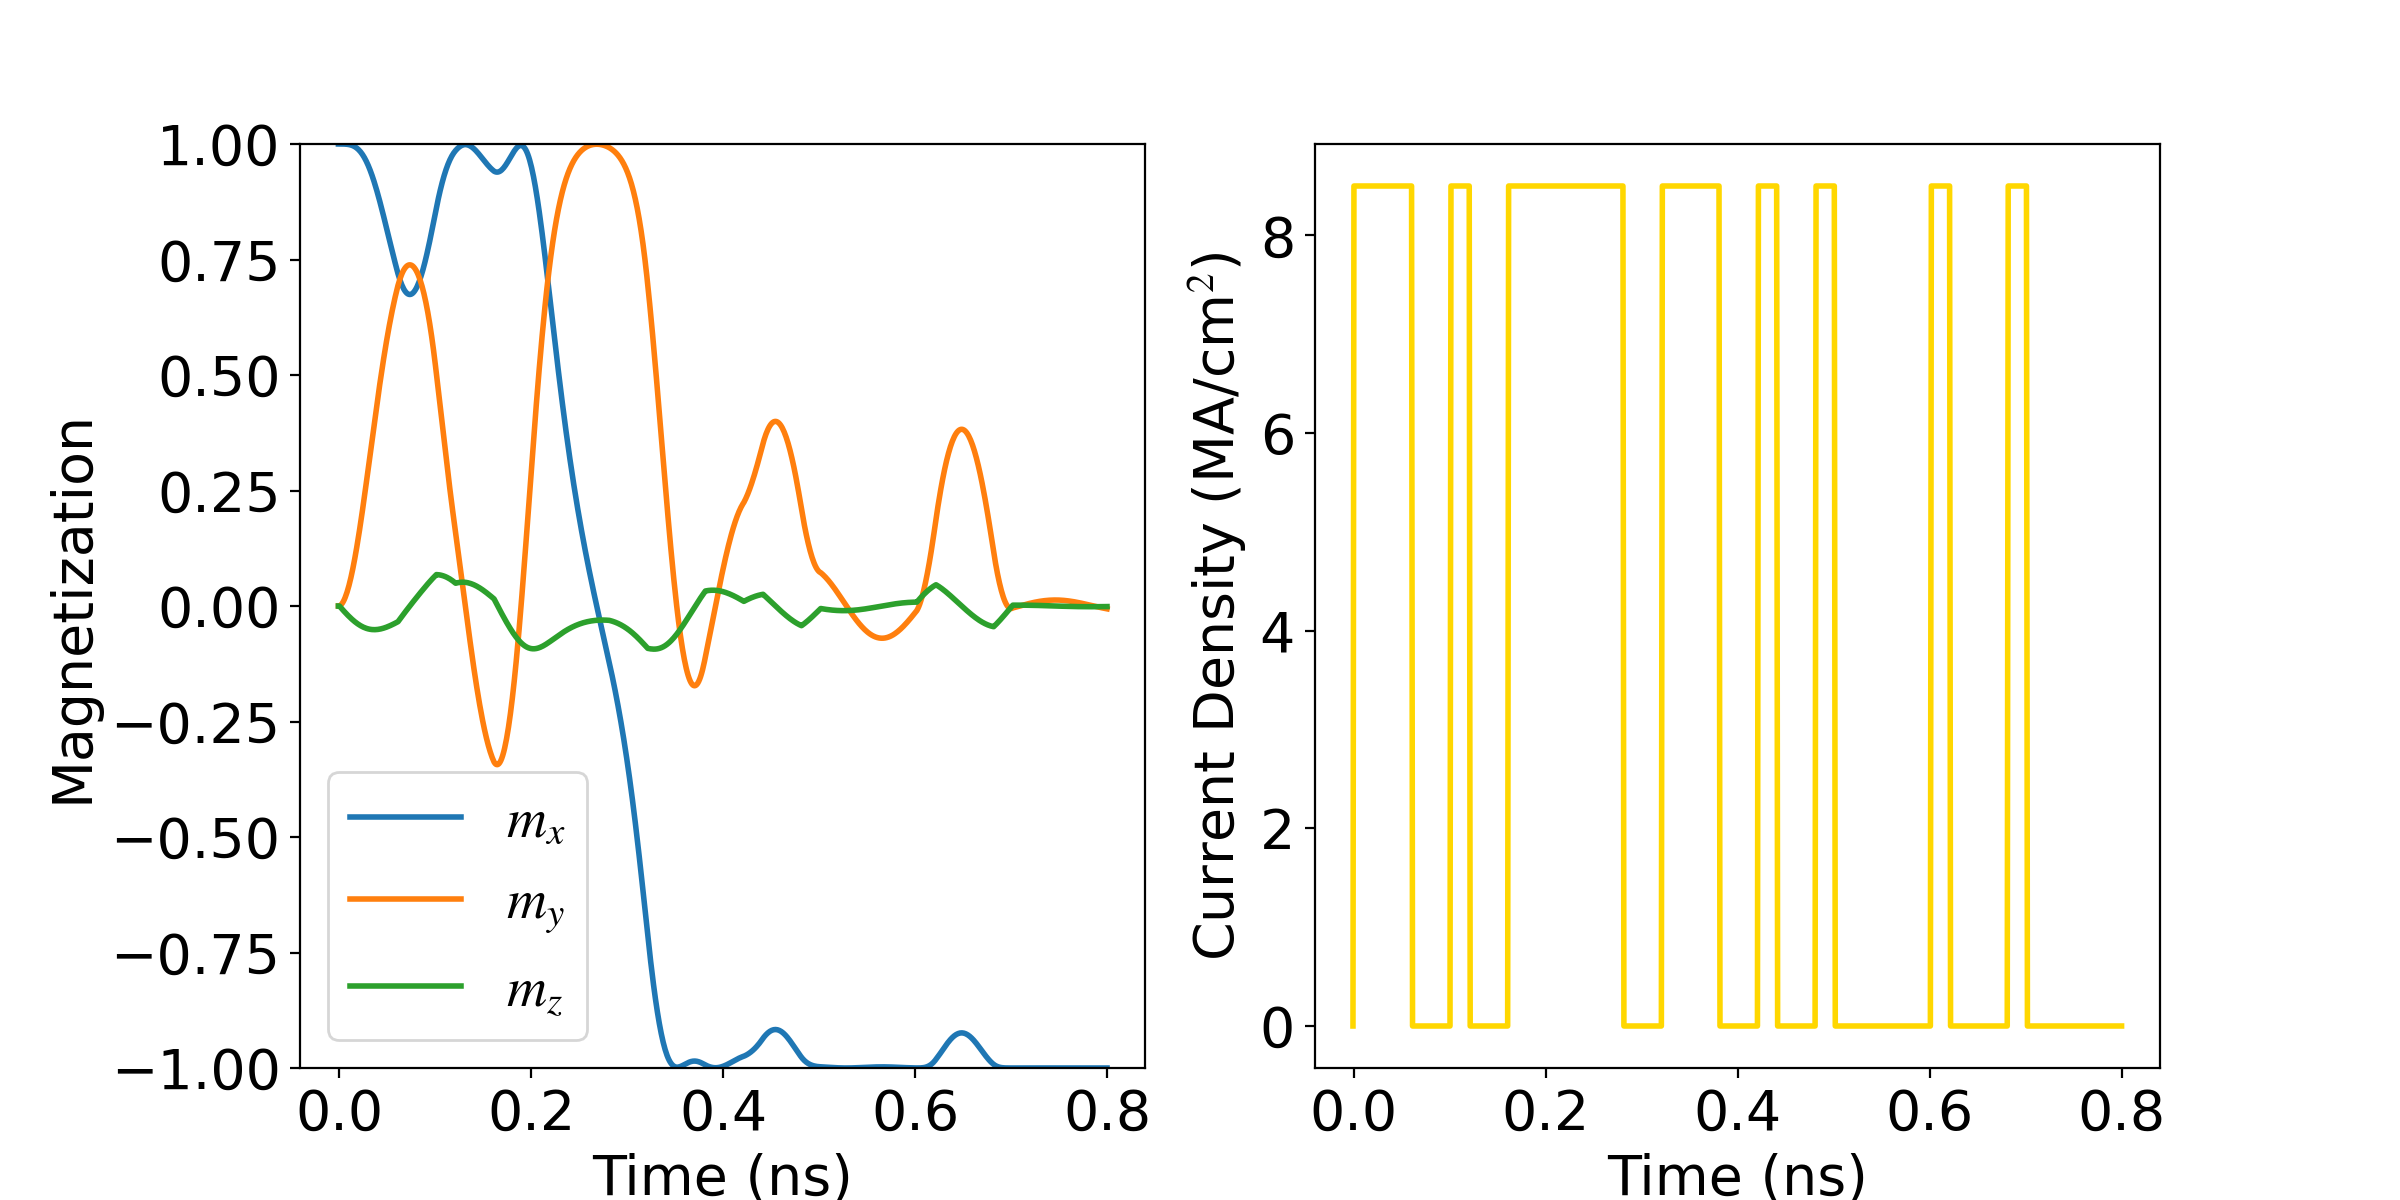 Magnetization
1.00
0.75
0.50
0.25
0.00
−0.25
−0.50
−0.75
−1.00
m_x
m_y
m_z
0.0 0.2 0.4 0.6 0.8
Time (ns)
Current Density (MA/cm²)
8
6
4
2
0
0.0 0.2 0.4 0.6 0.8
Time (ns)